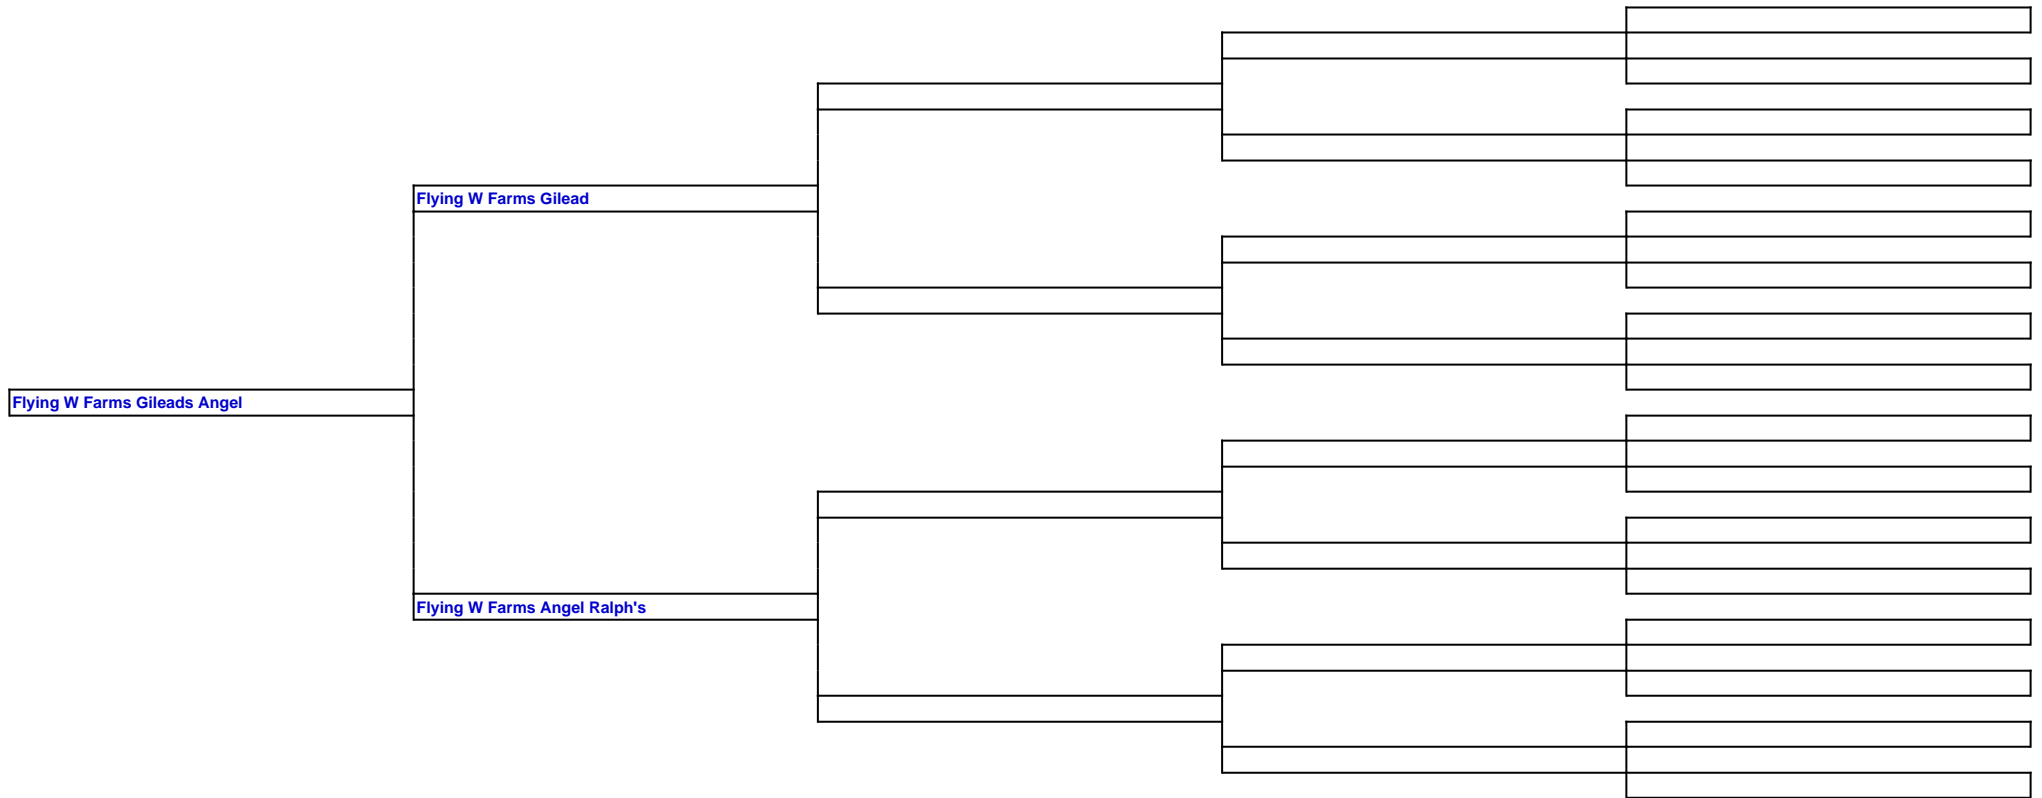 Flying W Farms Gilead
Flying W Farms Gileads Angel
Flying W Farms Angel Ralph's